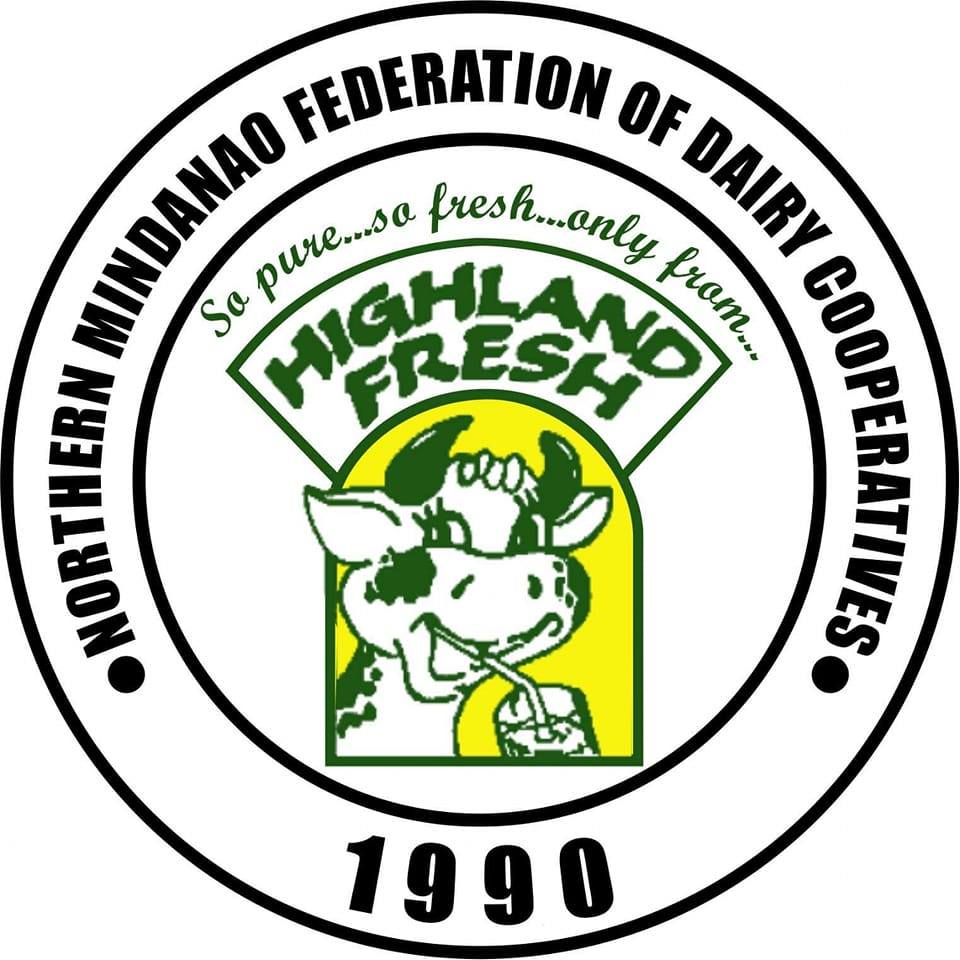 NORTHERN MINDANAO FEDERATION OF DAIRY COOPERATIVES
So pure...so fresh...only from...
HIGHLAND
FRESH
1990